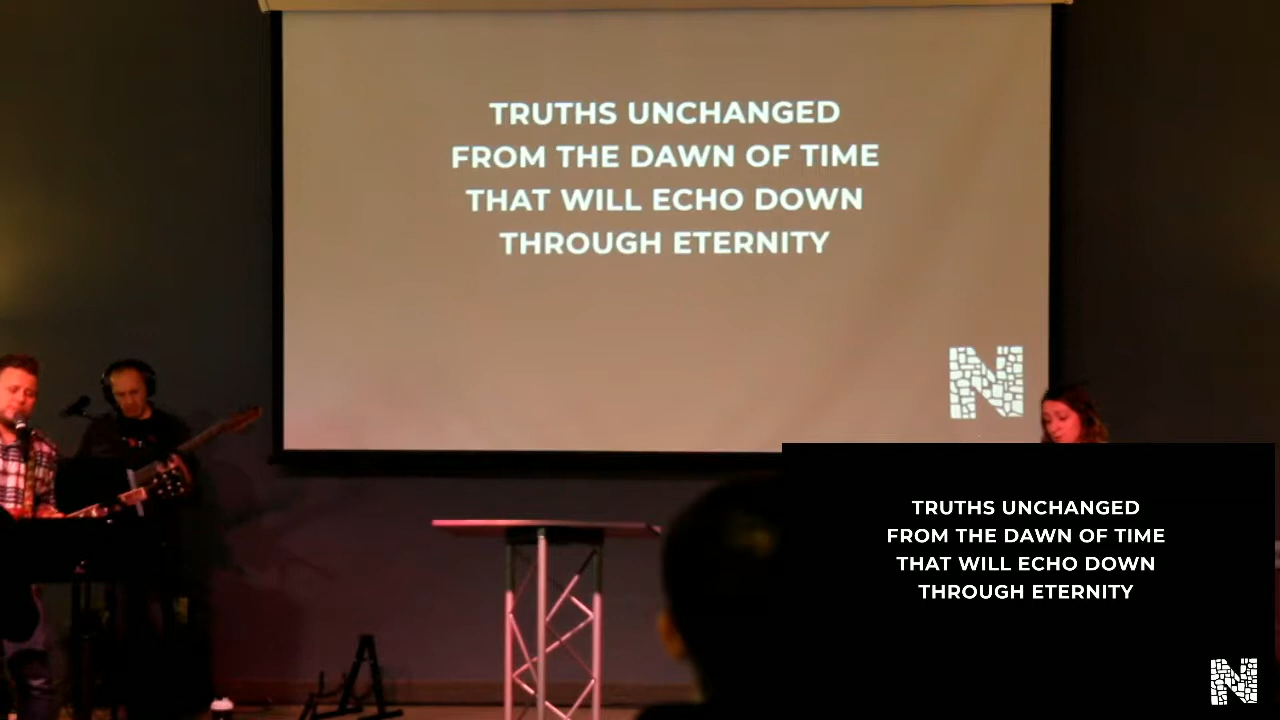 TRUTHS UNCHANGED
FROM THE DAWN OF TIME
THAT WILL ECHO DOWN
THROUGH ETERNITY
N
TRUTHS UNCHANGED
FROM THE DAWN OF TIME
THAT WILL ECHO DOWN
THROUGH ETERNITY
N